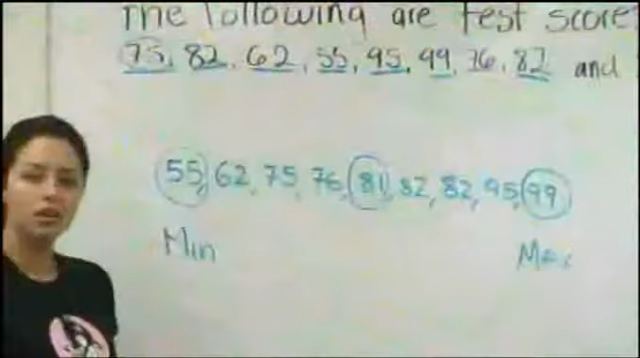 The following are test score
75, 82, 62, 55, 95, 99, 76, 82 and
55, 62, 75, 76, 81, 82, 82, 95, 99
Min Max